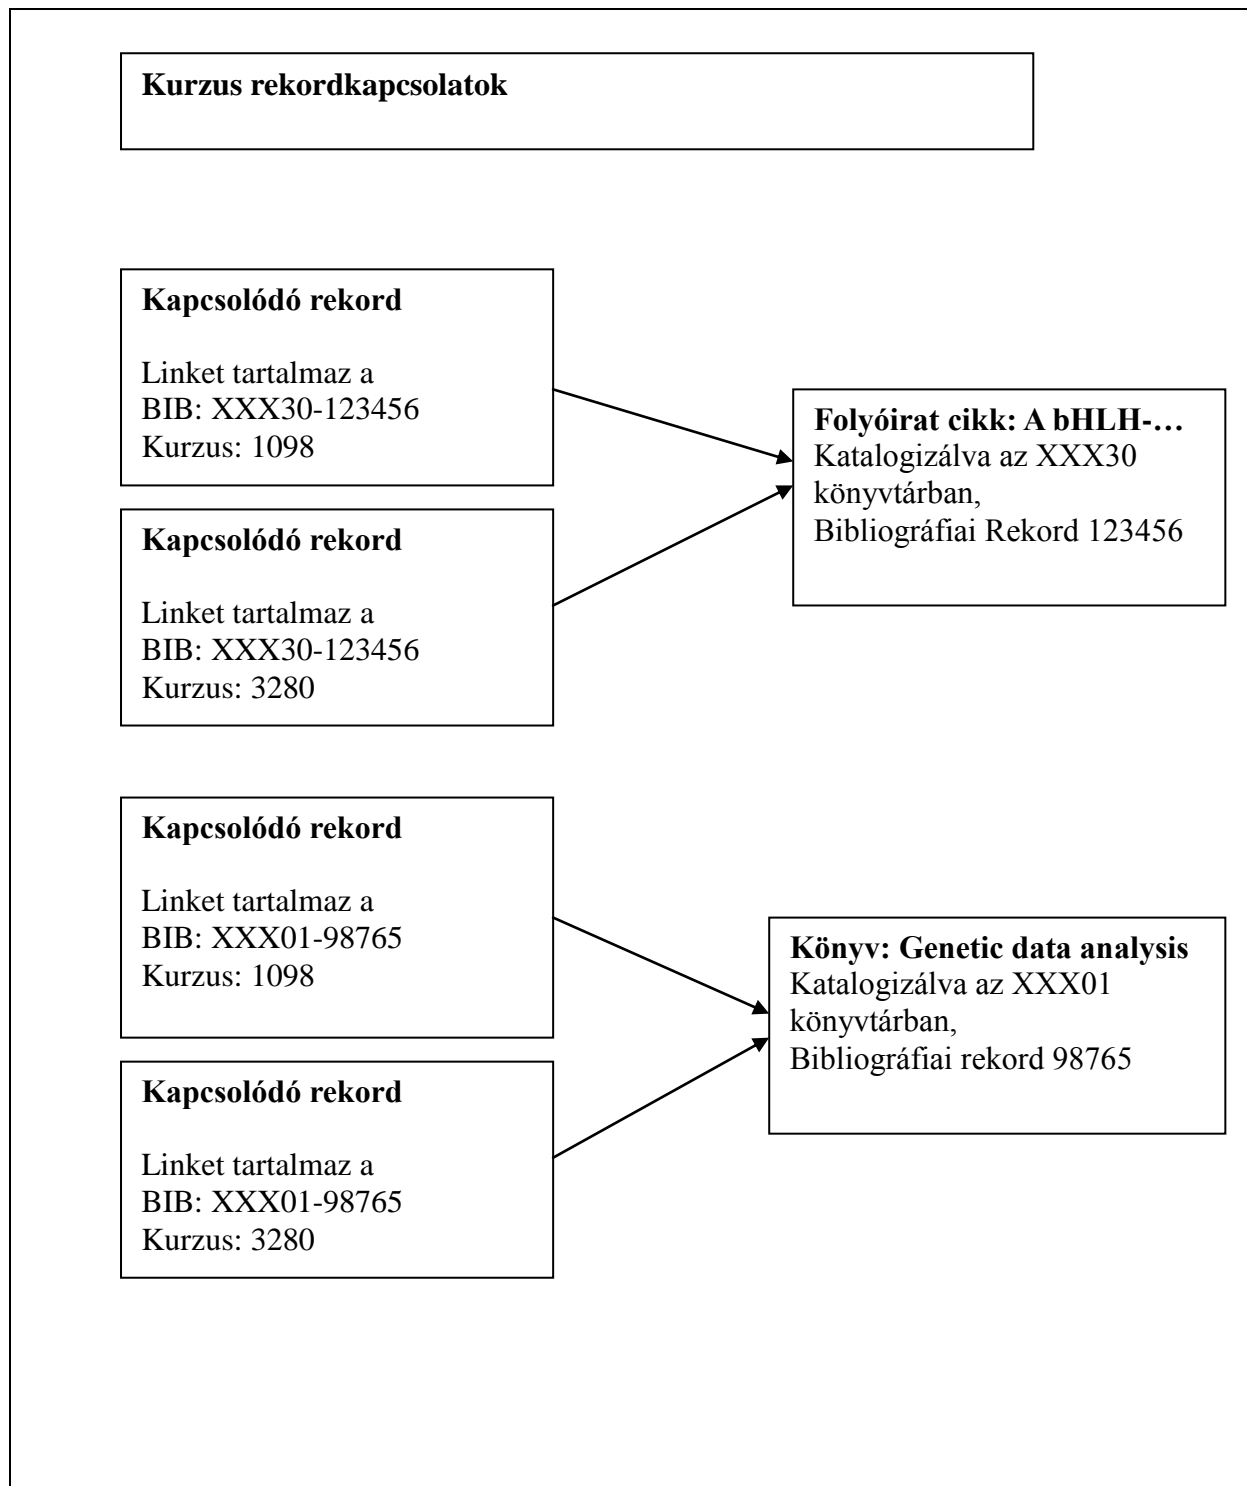 Kurzus rekordkapcsolatok
Kapcsolódó rekord
Linket tartalmaz a
BIB: XXX30-123456
Kurzus: 1098
Folyóirat cikk: A bHLH-…
Katalogizálva az XXX30
könyvtárban,
Bibliográfiai Rekord 123456
Kapcsolódó rekord
Linket tartalmaz a
BIB: XXX30-123456
Kurzus: 3280
Kapcsolódó rekord
Linket tartalmaz a
BIB: XXX01-98765
Kurzus: 1098
Könyv: Genetic data analysis
Katalogizálva az XXX01
könyvtárban,
Bibliográfiai rekord 98765
Kapcsolódó rekord
Linket tartalmaz a
BIB: XXX01-98765
Kurzus: 3280